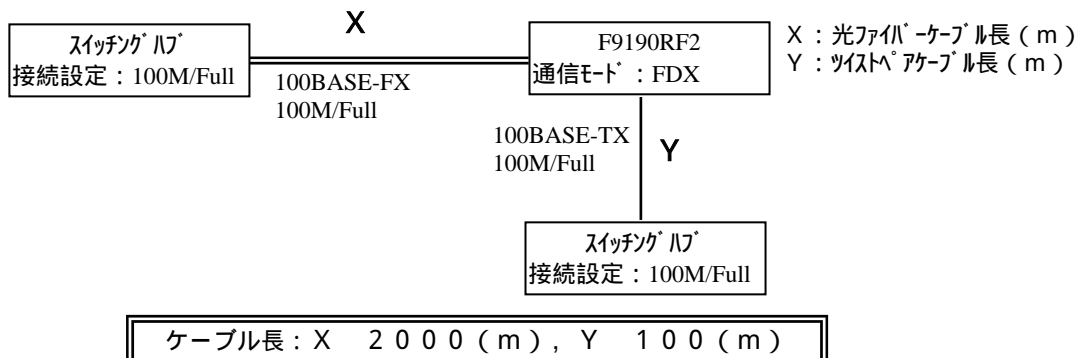 X
ｽｲｯﾁﾝｸﾞﾊﾌﾞ
接続設定：100M/Full
100BASE-FX
100M/Full
F9190RF2
通信ﾓｰﾄﾞ：FDX
X：光ﾌｧｲﾊﾞｰｹｰﾌﾞﾙ長（m）
Y：ﾂｲｽﾄﾍﾟｱｹｰﾌﾞﾙ長（m）
100BASE-TX
100M/Full
Y
ｽｲｯﾁﾝｸﾞﾊﾌﾞ
接続設定：100M/Full
ケーブル長：X　２０００（m）, Y　１００（m）